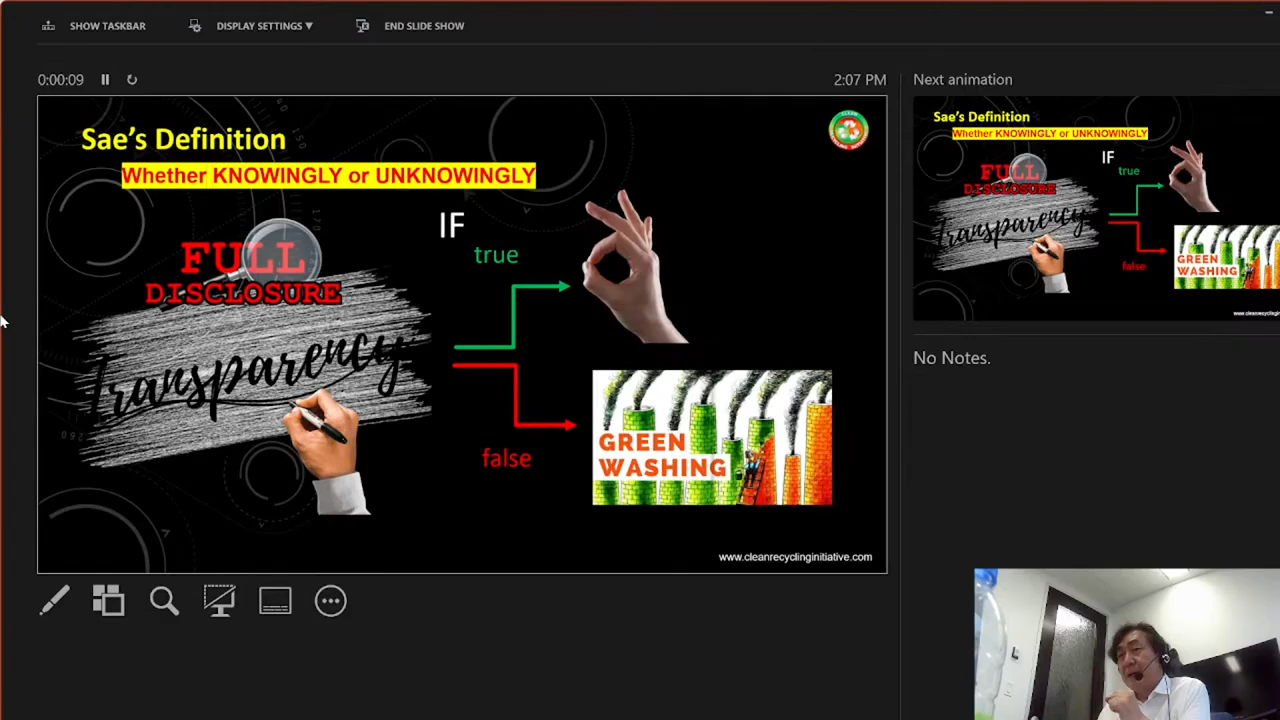 SHOW TASKBAR
DISPLAY SETTINGS ▼
END SLIDE SHOW
0:00:09
2:07 PM
Next animation
Sae's Definition
Whether KNOWINGLY or UNKNOWINGLY
IF
true
FULL
DISCLOSURE
Transparency
false
GREEN
WASHING
www.cleanrecyclinginitiative.com
Sae's Definition
Whether KNOWINGLY or UNKNOWINGLY
IF
true
FULL
DISCLOSURE
Transparency
false
GREEN
WASHING
No Notes.